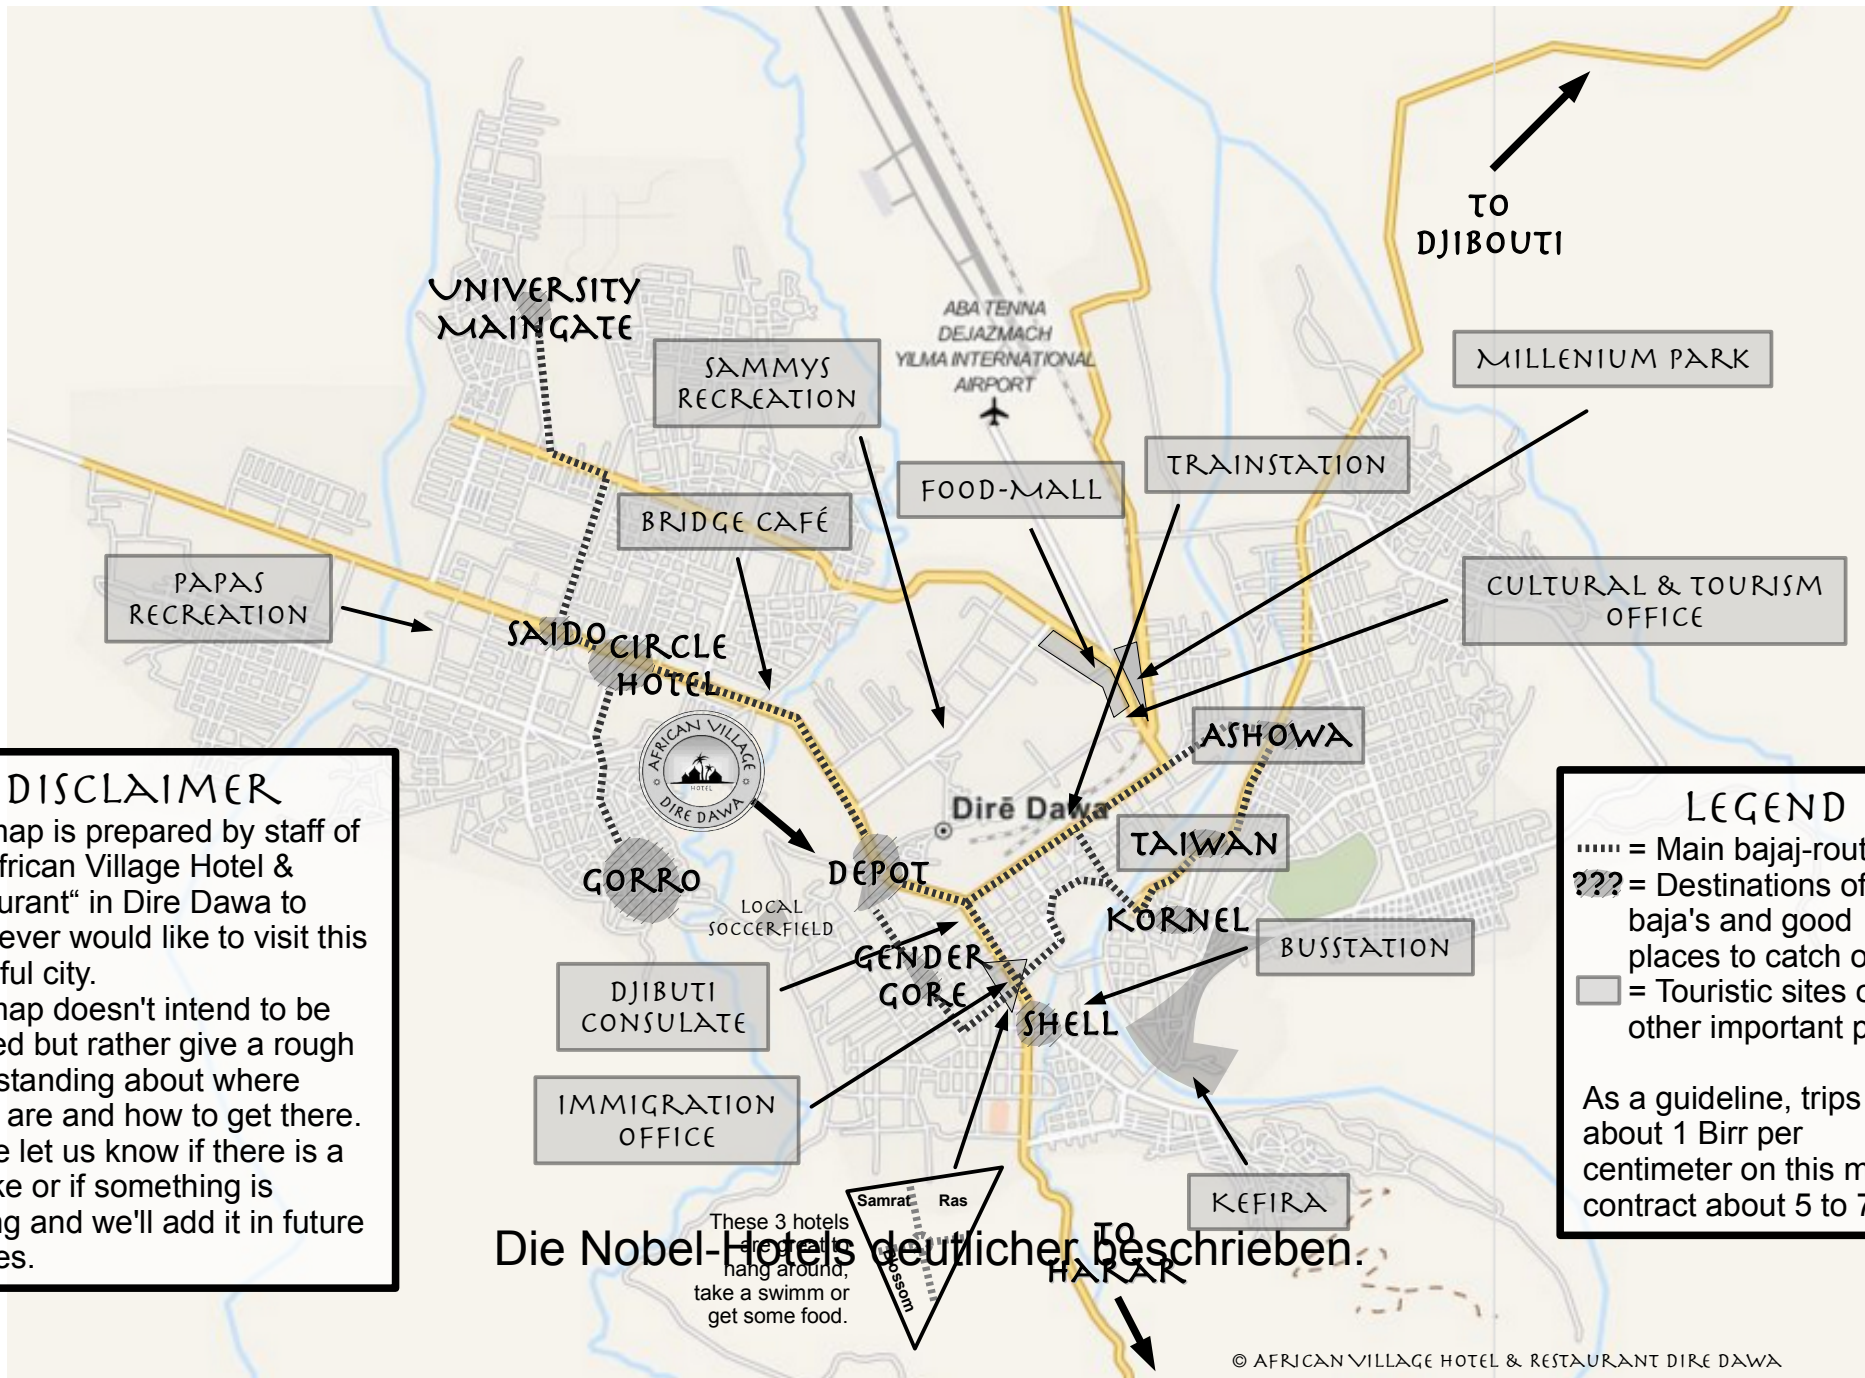 TO
DJIBOUTI
UNIVERSITY
MAINGATE
ABA TENNA
DEJAZMACH
YILMA INTERNATIONAL
AIRPORT
SAMMYS
RECREATION
MILLENIUM PARK
TRAINSTATION
FOOD-MALL
BRIDGE CAFÉ
PAPAS
RECREATION
CULTURAL & TOURISM
OFFICE
SAIDO
CIRCLE
HOTEL
AFRICAN VILLAGE
HOTEL
DIRE DAWA
ASHOWA
Dirē Dawa
TAIWAN
DEPOT
GORRO
LOCAL
SOCCERFIELD
KORNEL
BUSSTATION
GENDER
GORE
DJIBUTI
CONSULATE
SHELL
IMMIGRATION
OFFICE
KEFIRA
DISCLAIMER
map is prepared by staff of
frican Village Hotel &
urant“ in Dire Dawa to
ever would like to visit this
ful city.
map doesn't intend to be
ed but rather give a rough
standing about where
are and how to get there.
e let us know if there is a
ke or if something is
ng and we'll add it in future
es.
LEGEND
= Main bajaj-rout
??? = Destinations of
baja's and good
places to catch o
= Touristic sites o
other important p
As a guideline, trips
about 1 Birr per
centimeter on this m
contract about 5 to 7
Samrat
Ras
Blossom
These 3 hotels
are great to
hang around,
take a swimm or
get some food.
Die Nobel-Hotels deutlicher beschrieben.
TO
HARAR
© AFRICAN VILLAGE HOTEL & RESTAURANT DIRE DAWA